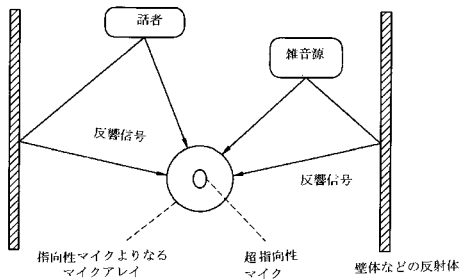 話者
雑音源
反響信号
反響信号
指向性マイクよりなる
マイクアレイ
超指向性
マイク
壁体などの反射体